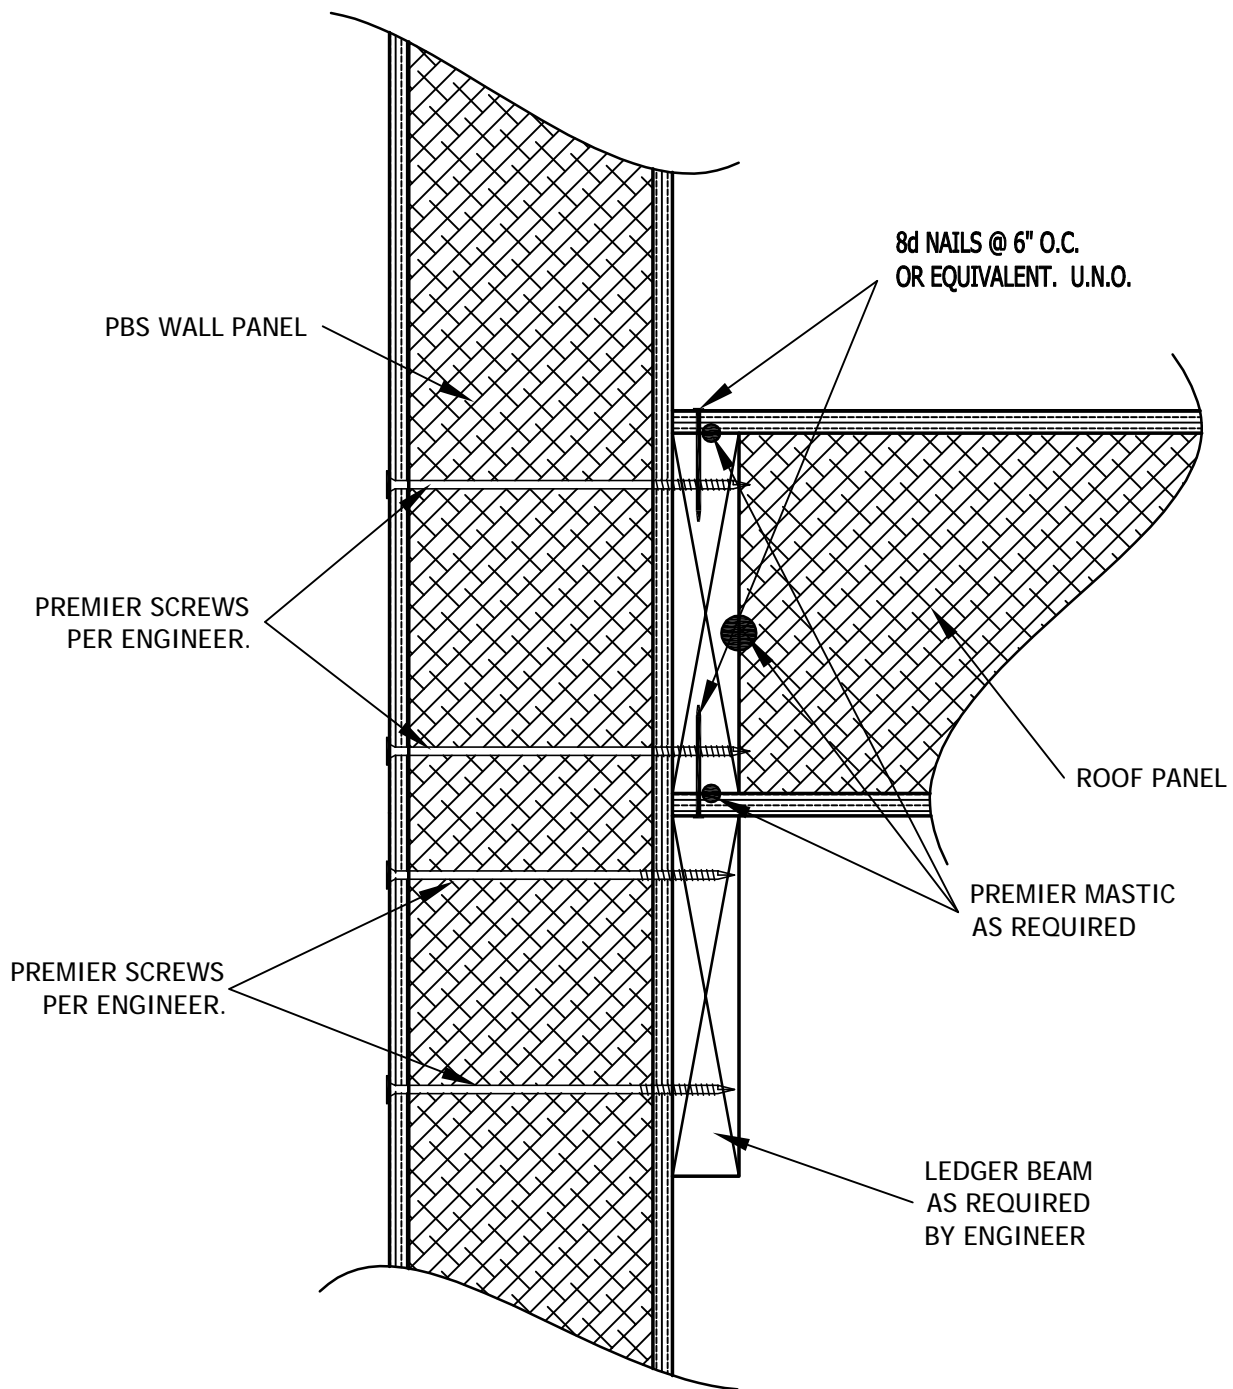 8d NAILS @ 6" O.C.
OR EQUIVALENT. U.N.O.
PBS WALL PANEL
PREMIER SCREWS
PER ENGINEER.
ROOF PANEL
PREMIER MASTIC
AS REQUIRED
PREMIER SCREWS
PER ENGINEER.
LEDGER BEAM
AS REQUIRED
BY ENGINEER